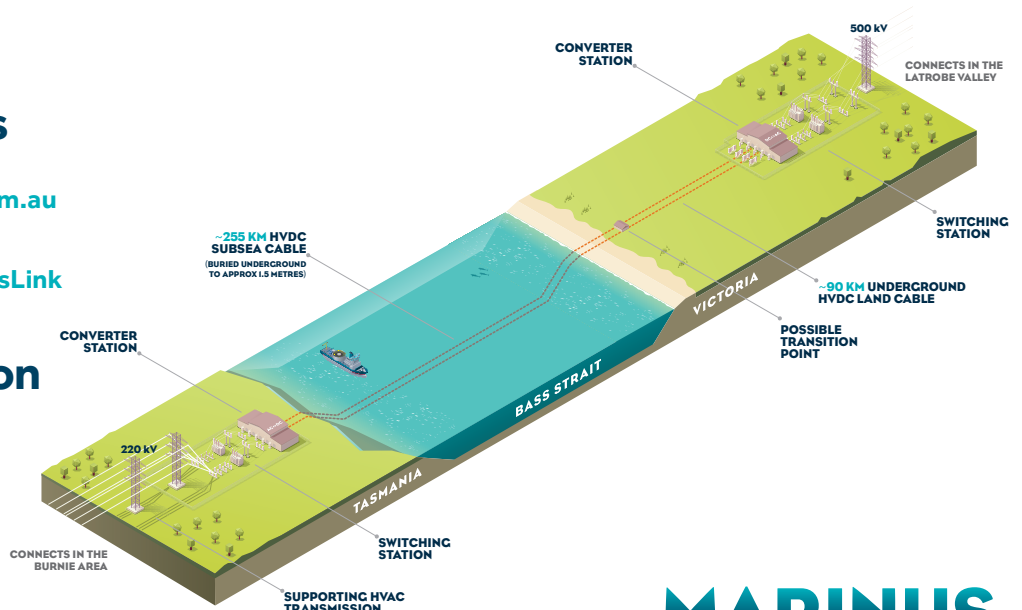 500 kV
CONVERTER
STATION
CONNECTS IN THE
LATROBE VALLEY
s
m.au
SWITCHING
STATION
~255 KM HVDC
SUBSEA CABLE
(BURIED UNDERGROUND
TO APPROX 1.5 METRES)
sLink
~90 KM UNDERGROUND
HVDC LAND CABLE
VICTORIA
POSSIBLE
TRANSITION
POINT
CONVERTER
STATION
on
BASS STRAIT
220 kV
TASMANIA
SWITCHING
STATION
CONNECTS IN THE
BURNIE AREA
SUPPORTING HVAC
TRANSMISSION
MARINUS